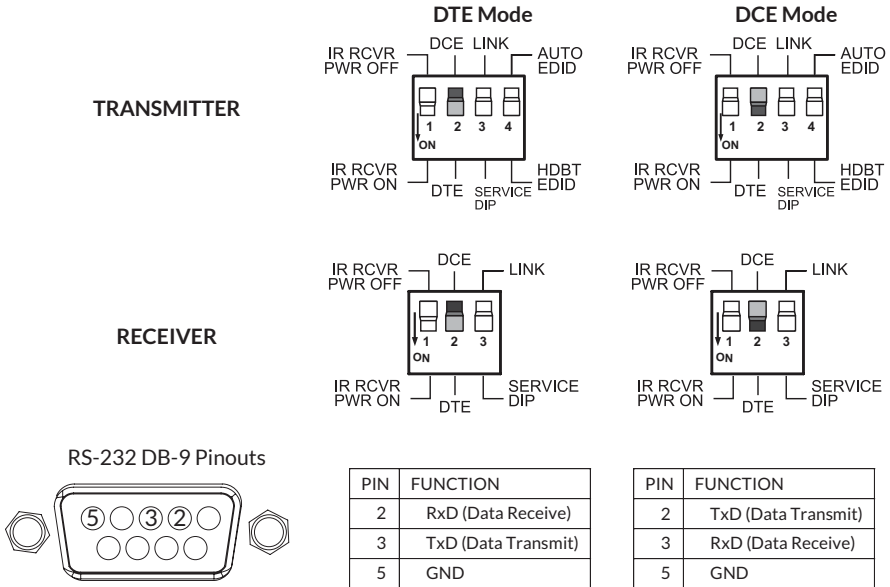 DTE Mode
DCE Mode
TRANSMITTER
IR RCVR
PWR OFF
DCE LINK
AUTO
EDID
1 2 3 4
ON
IR RCVR
PWR ON
DTE
SERVICE
DIP
HDBT
EDID
IR RCVR
PWR OFF
DCE LINK
AUTO
EDID
1 2 3 4
ON
IR RCVR
PWR ON
DTE
SERVICE
DIP
HDBT
EDID
RECEIVER
IR RCVR
PWR OFF
DCE
LINK
1 2 3
ON
IR RCVR
PWR ON
DTE
SERVICE
DIP
IR RCVR
PWR OFF
DCE
LINK
1 2 3
ON
IR RCVR
PWR ON
DTE
SERVICE
DIP
RS-232 DB-9 Pinouts
5 3 2
PIN FUNCTION
2 RxD (Data Receive)
3 TxD (Data Transmit)
5 GND
PIN FUNCTION
2 TxD (Data Transmit)
3 RxD (Data Receive)
5 GND